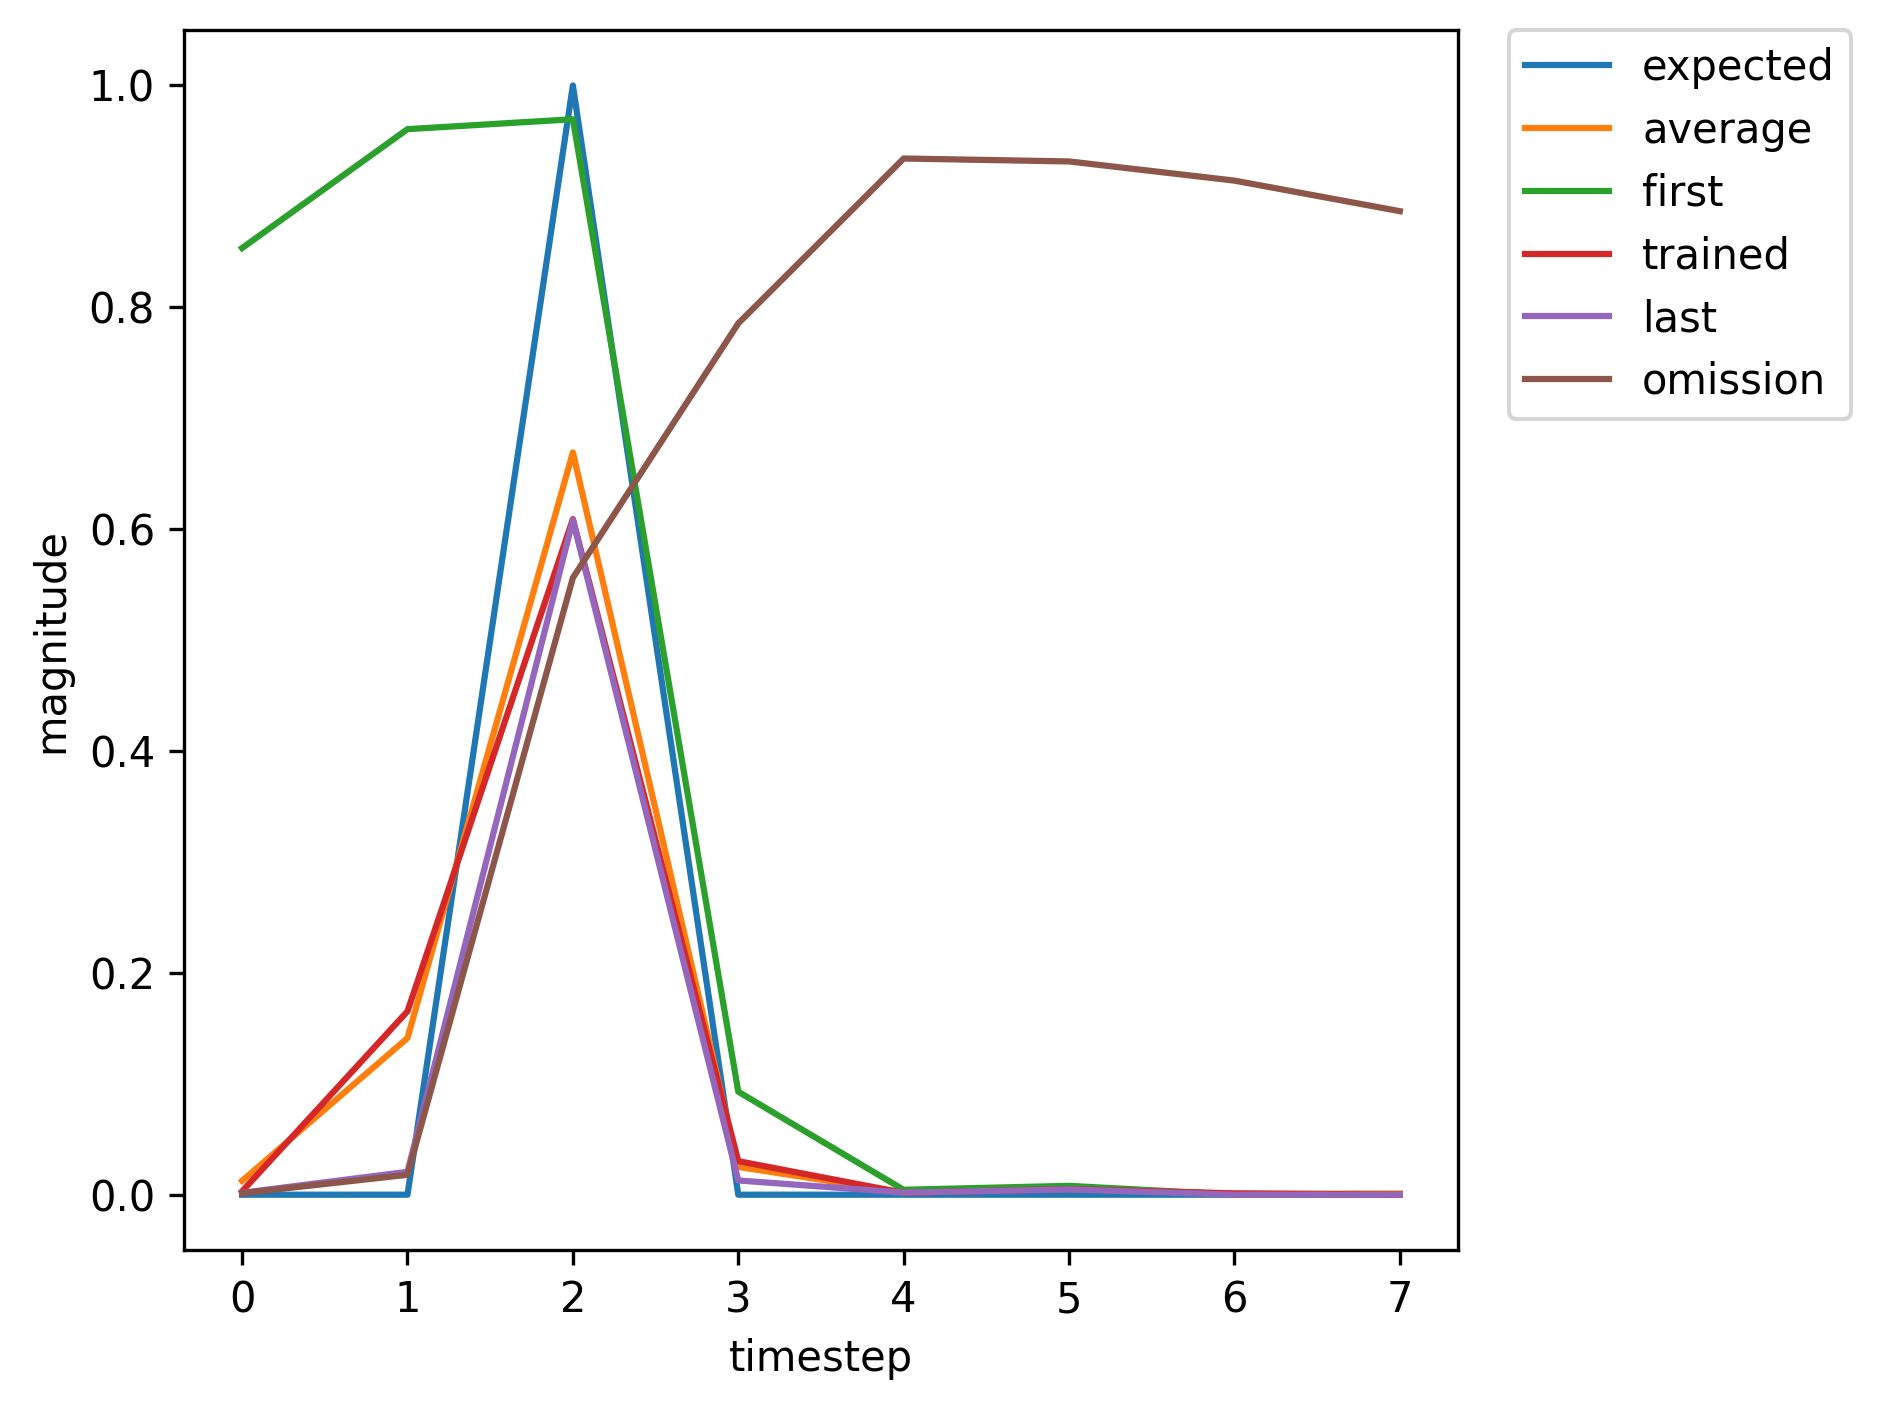 1.0
0.8
0.6
0.4
0.2
0.0
magnitude
0 1 2 3 4 5 6 7
timestep
expected
average
first
trained
last
omission